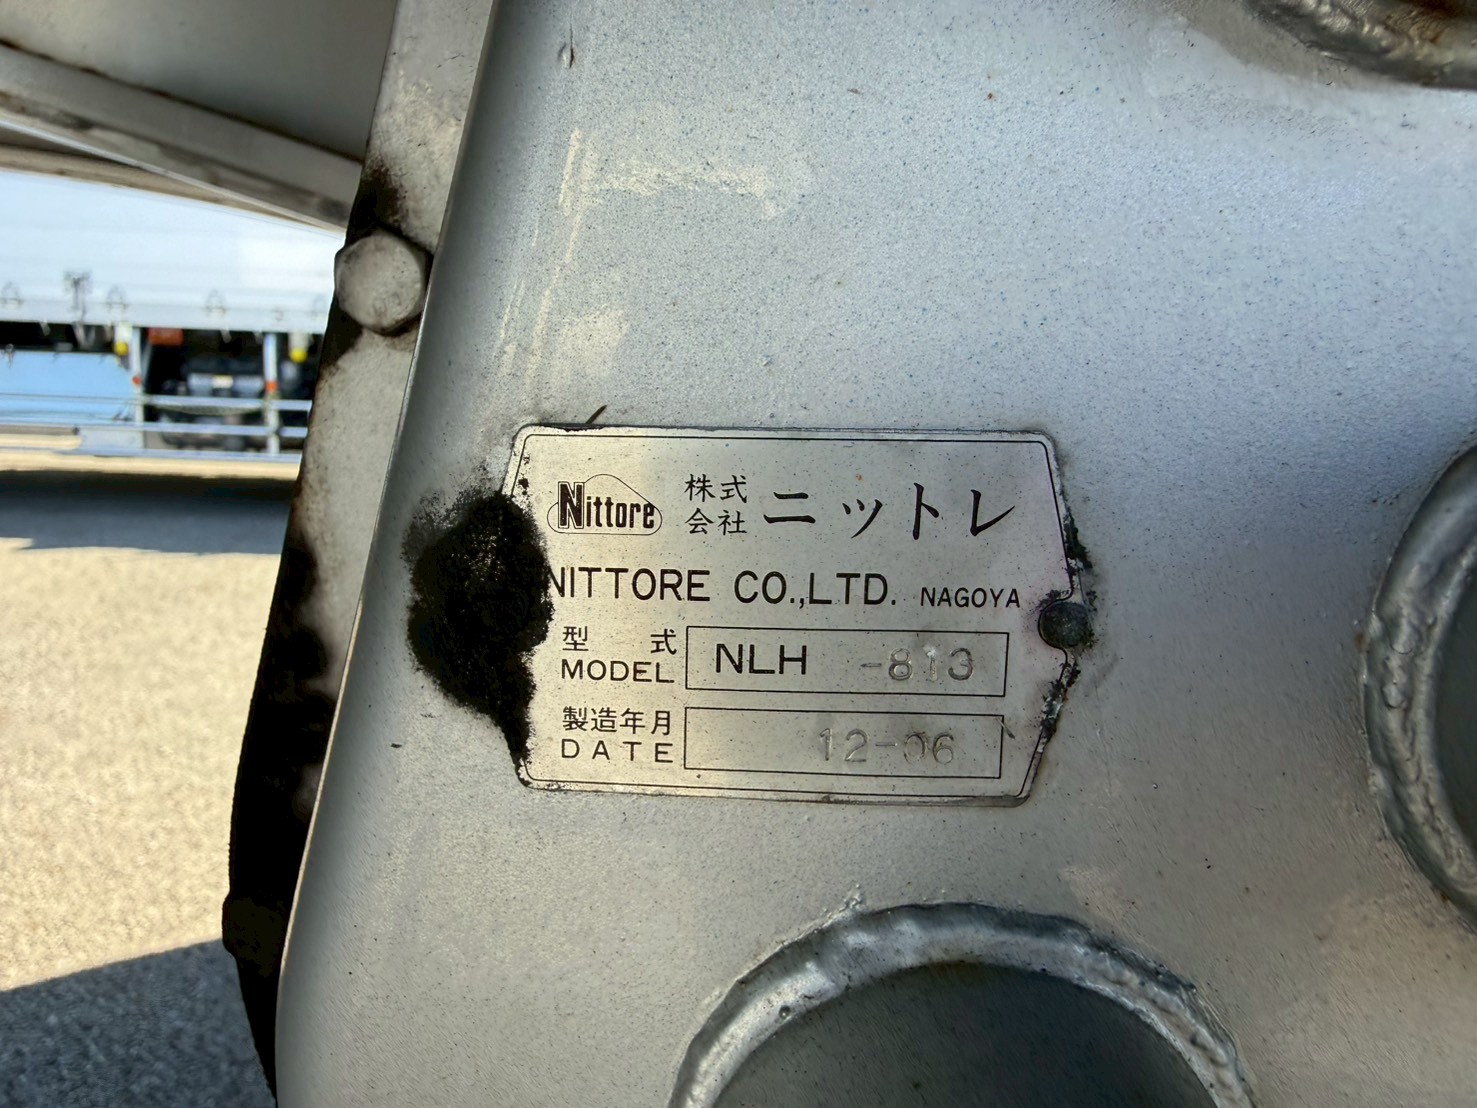 Nittore 株式会社 ニットレ
NITTORE CO.,LTD. NAGOYA
型式 MODEL NLH -813
製造年月 DATE 12-06